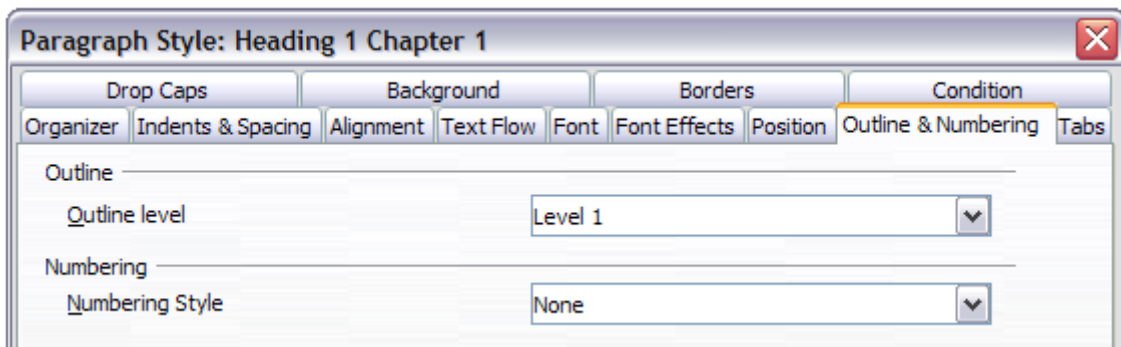 Paragraph Style: Heading 1 Chapter 1
Drop Caps Background Borders Condition
Organizer Indents & Spacing Alignment Text Flow Font Font Effects Position Outline & Numbering Tabs
Outline
Outline level Level 1
Numbering
Numbering Style None